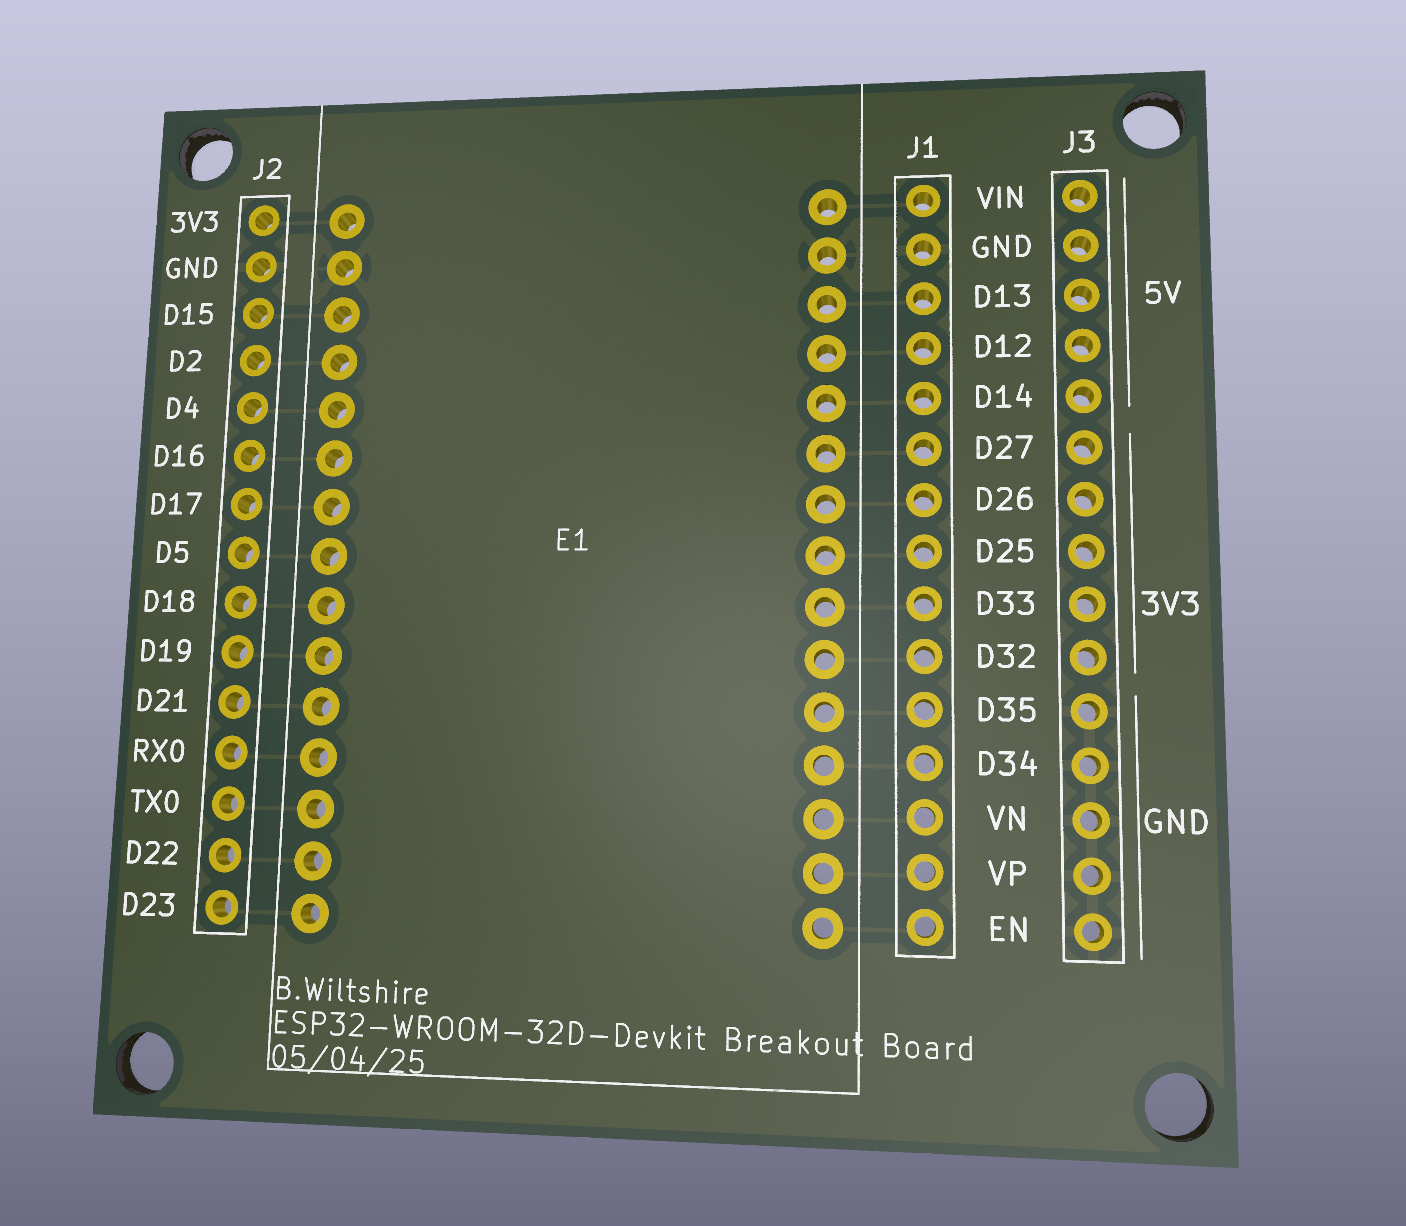 J2
J1
J3
3V3
GND
D15
D2
D4
D16
D17
D5
D18
D19
D21
RX0
TX0
D22
D23
E1
VIN
GND
D13
D12
D14
D27
D26
D25
D33
D32
D35
D34
VN
VP
EN
5V
3V3
GND
B.Wiltshire
ESP32-WROOM-32D-Devkit Breakout Board
05/04/25